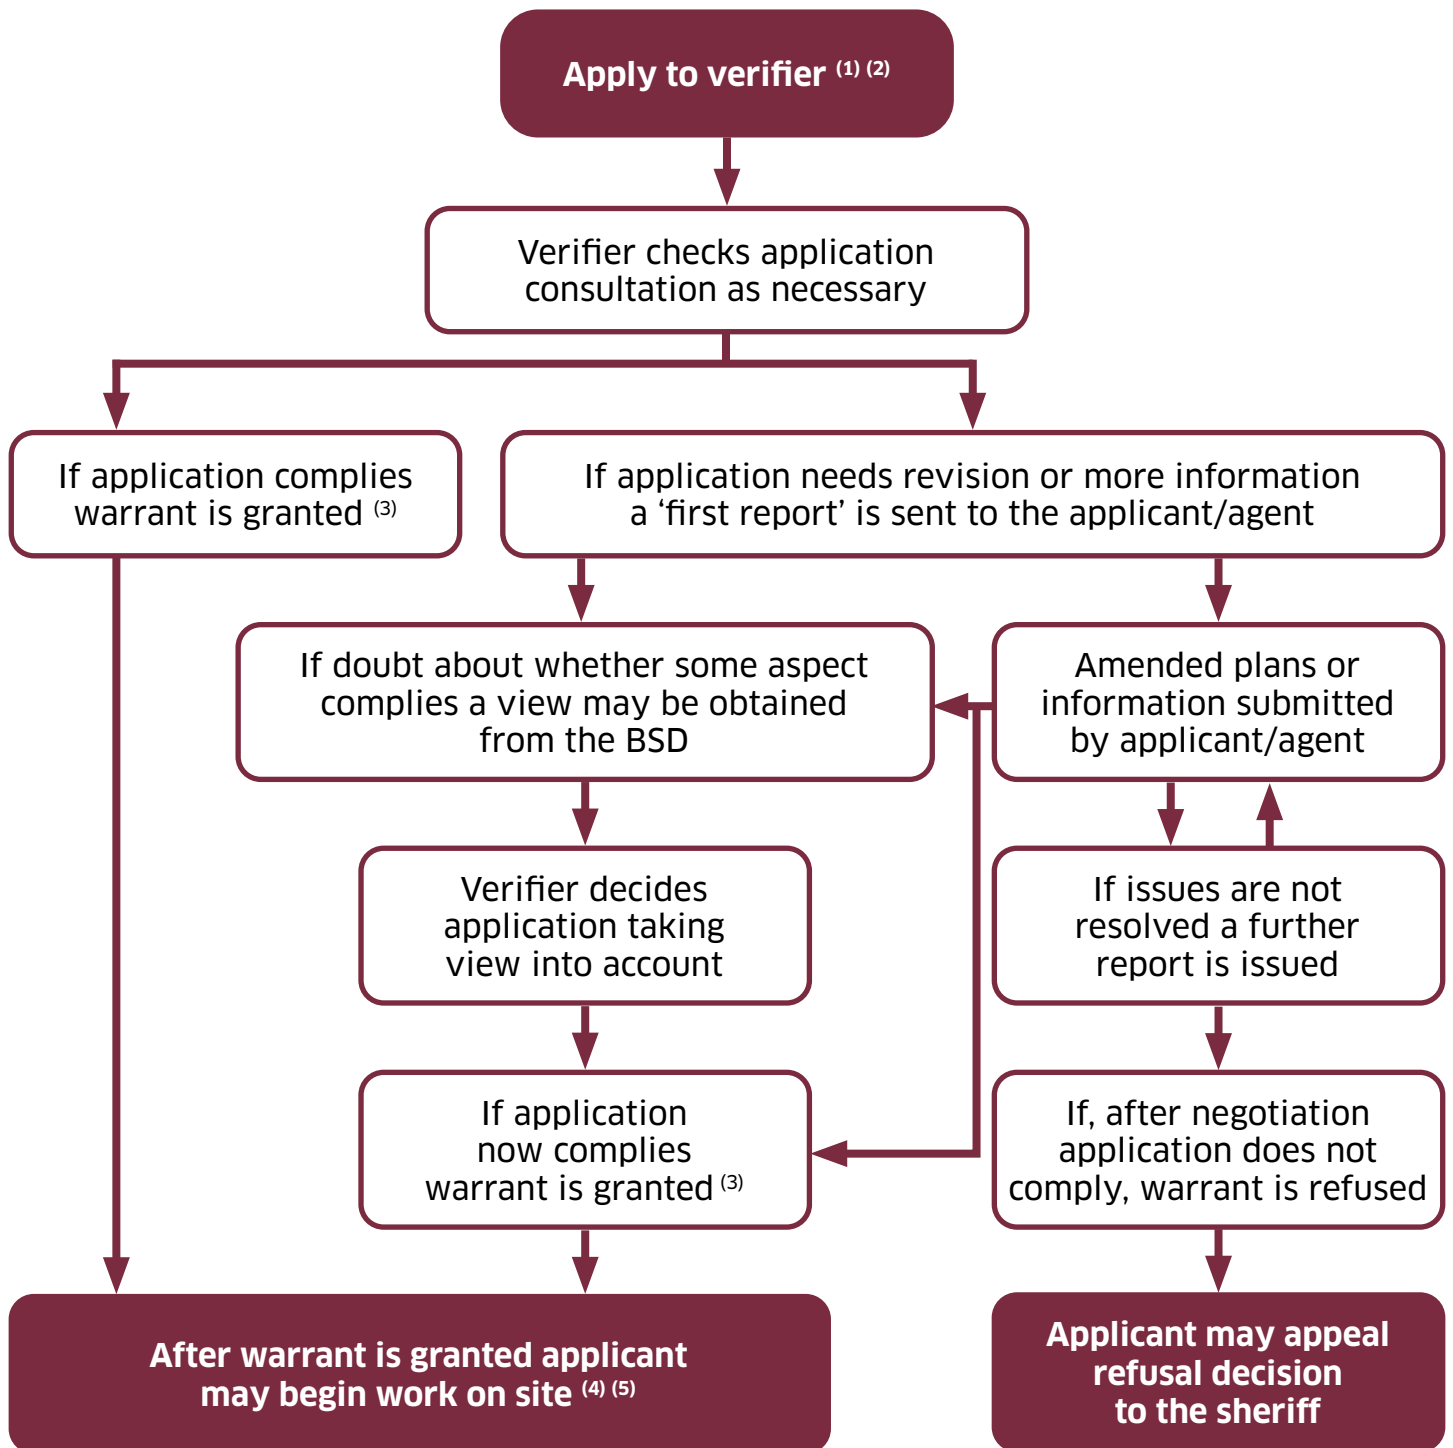 Apply to verifier (1) (2)
Verifier checks application
consultation as necessary
If application complies
warrant is granted (3)
If application needs revision or more information
a ‘first report’ is sent to the applicant/agent
If doubt about whether some aspect
complies a view may be obtained
from the BSD
Amended plans or
information submitted
by applicant/agent
Verifier decides
application taking
view into account
If issues are not
resolved a further
report is issued
If application
now complies
warrant is granted (3)
If, after negotiation
application does not
comply, warrant is refused
After warrant is granted applicant
may begin work on site (4) (5)
Applicant may appeal
refusal decision
to the sheriff